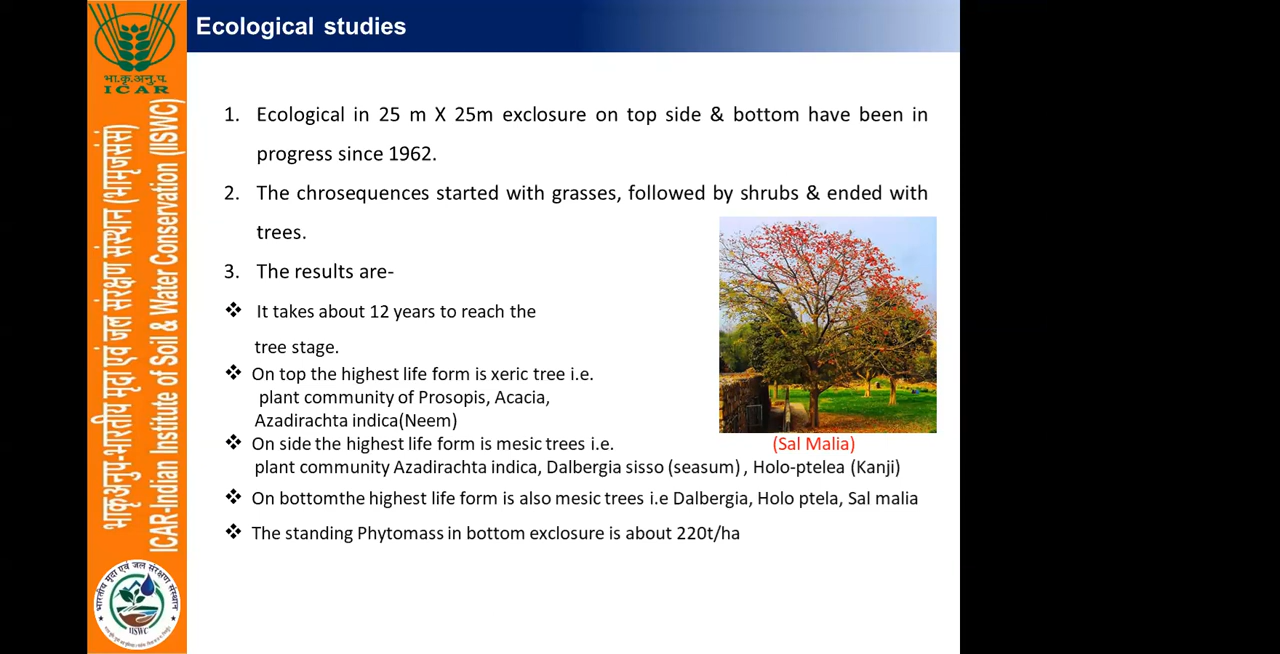 Ecological studies
भा.कृ.अनु.प.
ICAR
भाकृअनुप-भारतीय मृदा एवं जल संरक्षण संस्थान (भामृजसंसं)
ICAR-Indian Institute of Soil & Water Conservation (IISWC)
भारतीय मृदा एवं जल संरक्षण संस्थान
IISWC
1. Ecological in 25 m X 25m exclosure on top side & bottom have been in
progress since 1962.
2. The chrosequences started with grasses, followed by shrubs & ended with
trees.
3. The results are-
❖ It takes about 12 years to reach the
tree stage.
❖ On top the highest life form is xeric tree i.e.
plant community of Prosopis, Acacia,
Azadirachta indica(Neem)
❖ On side the highest life form is mesic trees i.e.
(Sal Malia)
plant community Azadirachta indica, Dalbergia sisso (seasum) , Holo-ptelea (Kanji)
❖ On bottomthe highest life form is also mesic trees i.e Dalbergia, Holo ptela, Sal malia
❖ The standing Phytomass in bottom exclosure is about 220t/ha